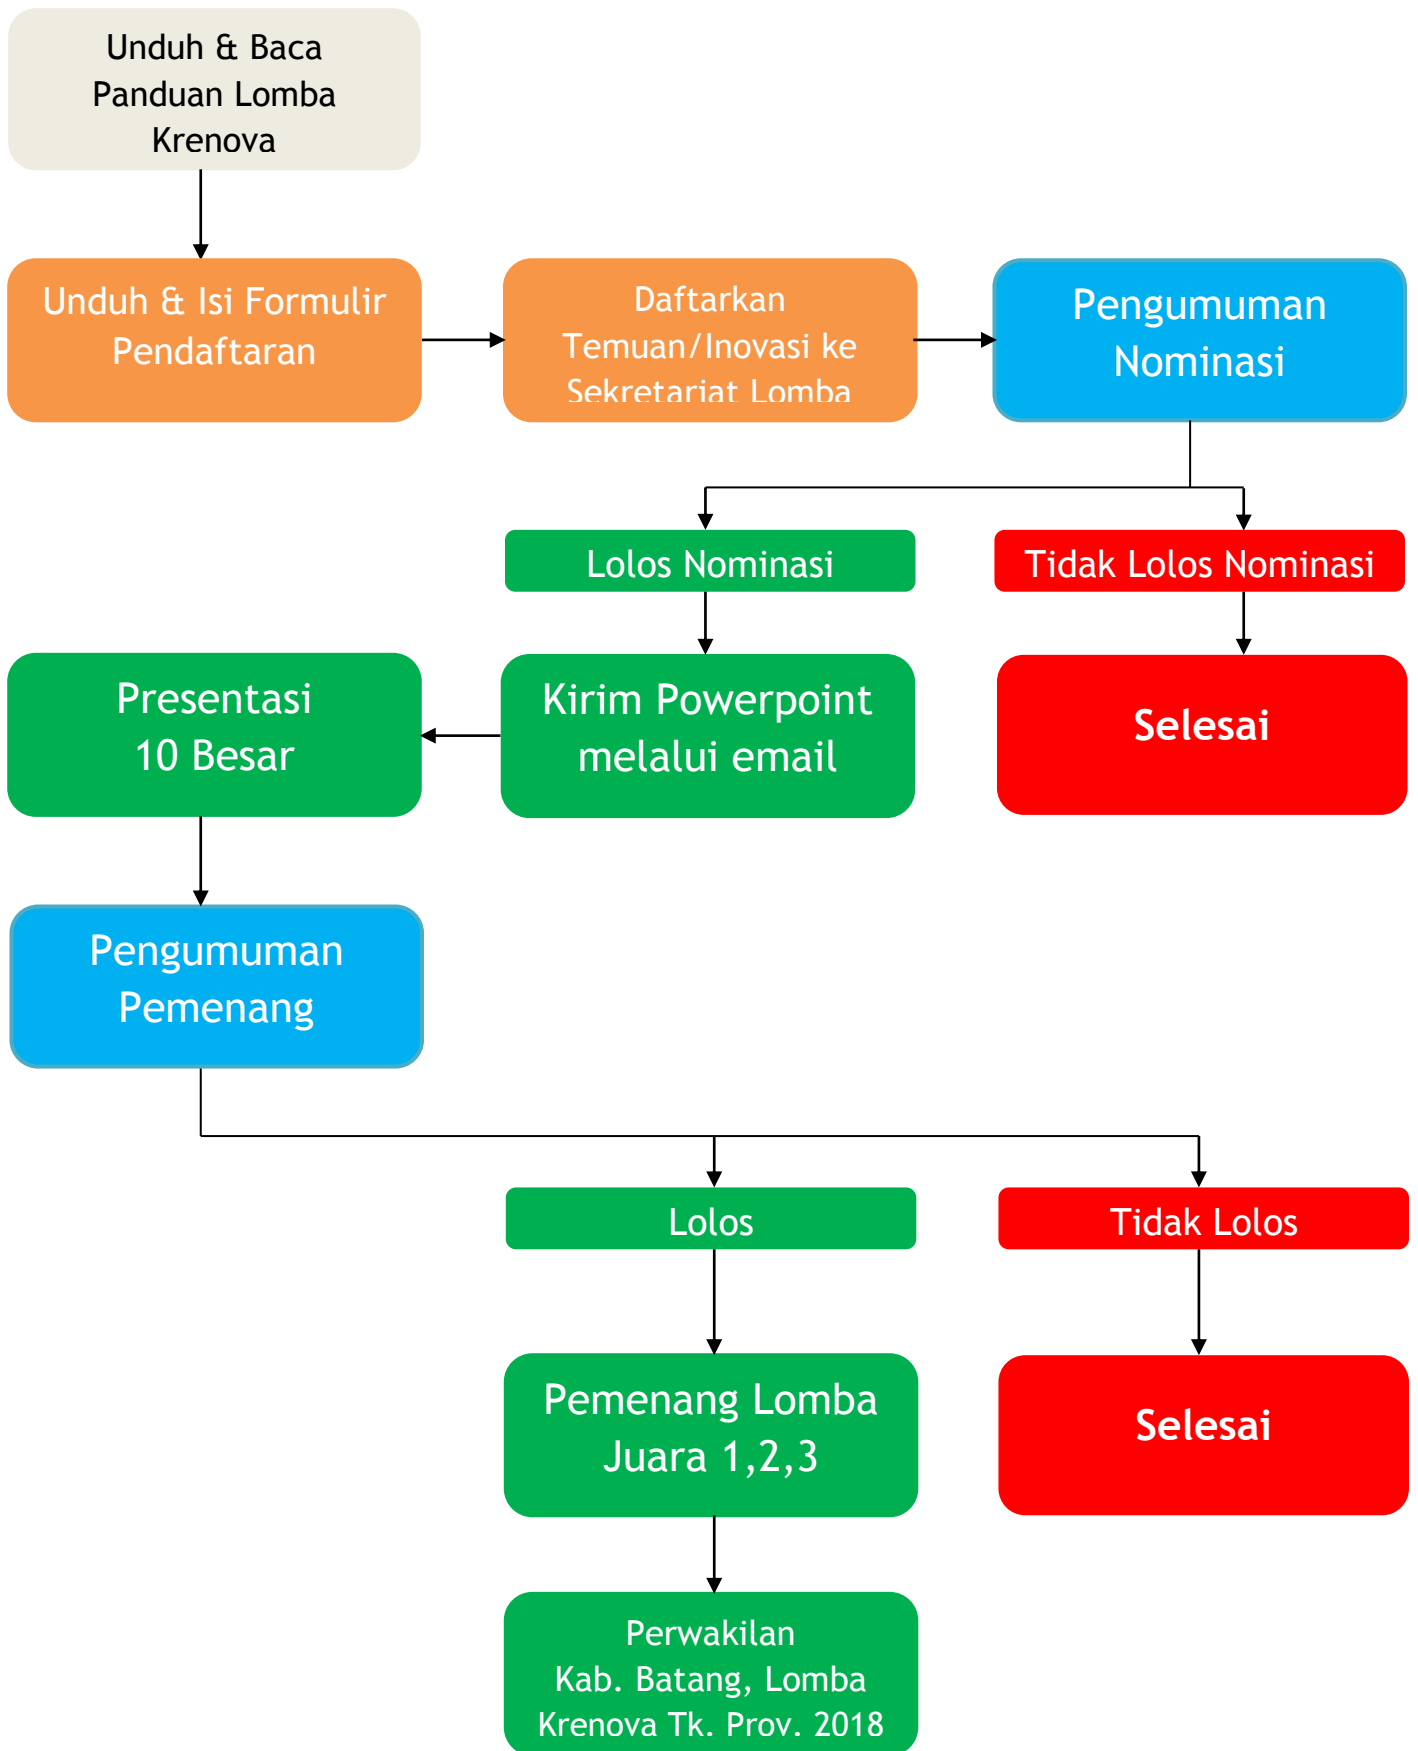 Unduh & Baca
Panduan Lomba
Krenova
Unduh & Isi Formulir
Pendaftaran
Daftarkan
Temuan/Inovasi ke
Sekretariat Lomba
Pengumuman
Nominasi
Lolos Nominasi
Tidak Lolos Nominasi
Presentasi
10 Besar
Kirim Powerpoint
melalui email
Selesai
Pengumuman
Pemenang
Lolos
Tidak Lolos
Pemenang Lomba
Juara 1,2,3
Selesai
Perwakilan
Kab. Batang, Lomba
Krenova Tk. Prov. 2018